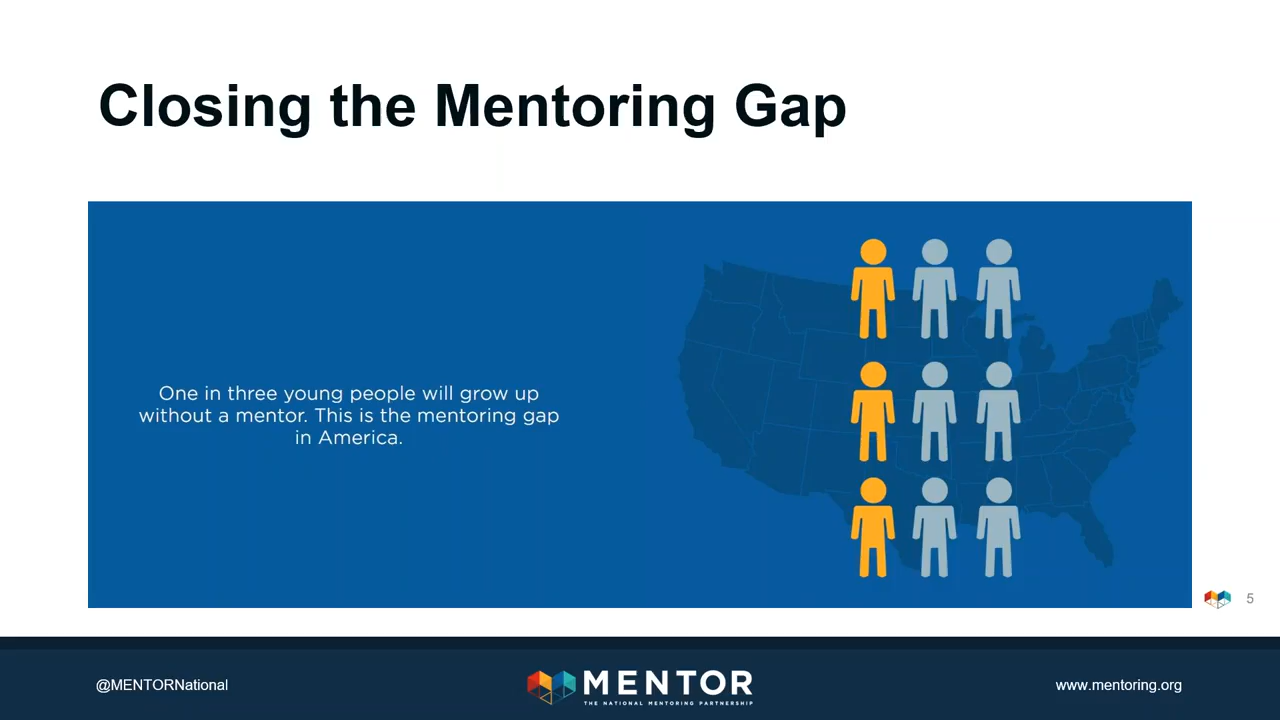 Closing the Mentoring Gap
One in three young people will grow up
without a mentor. This is the mentoring gap
in America.
5
@MENTORNational
MENTOR
THE NATIONAL MENTORING PARTNERSHIP
www.mentoring.org